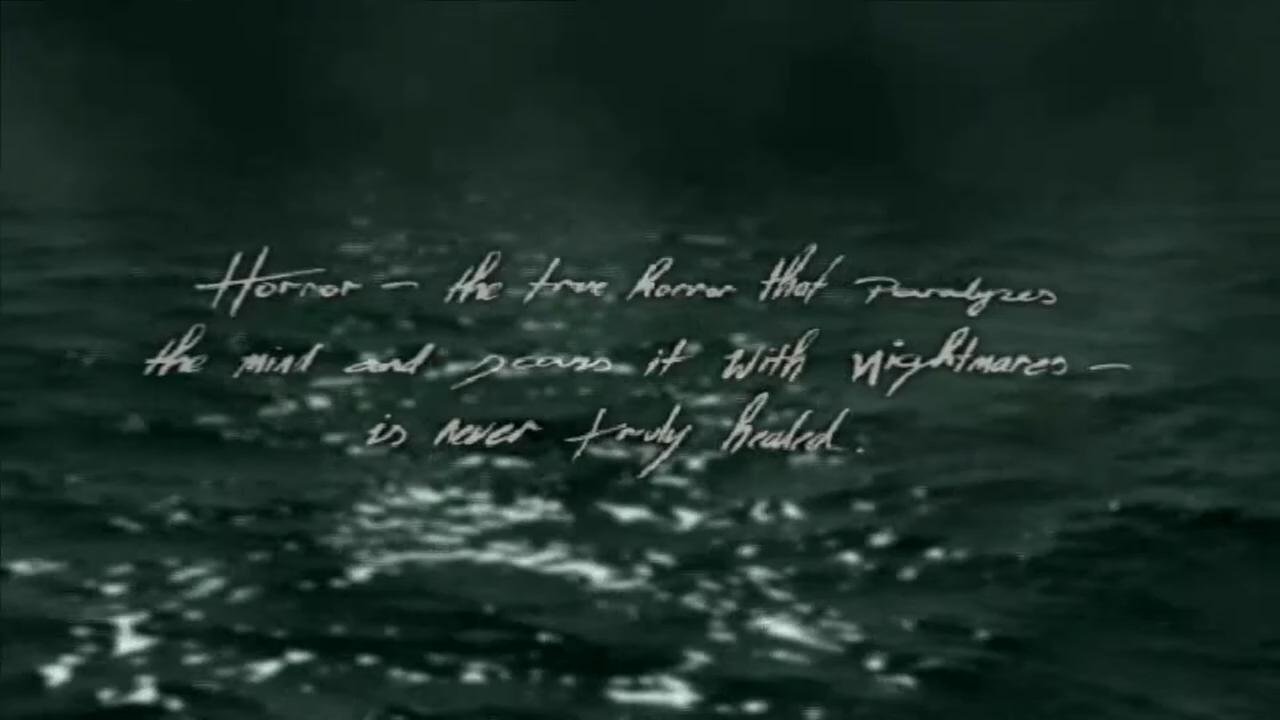 Horror - the true horror that paralyzes
the mind and scars it with nightmares -
is never truly healed.